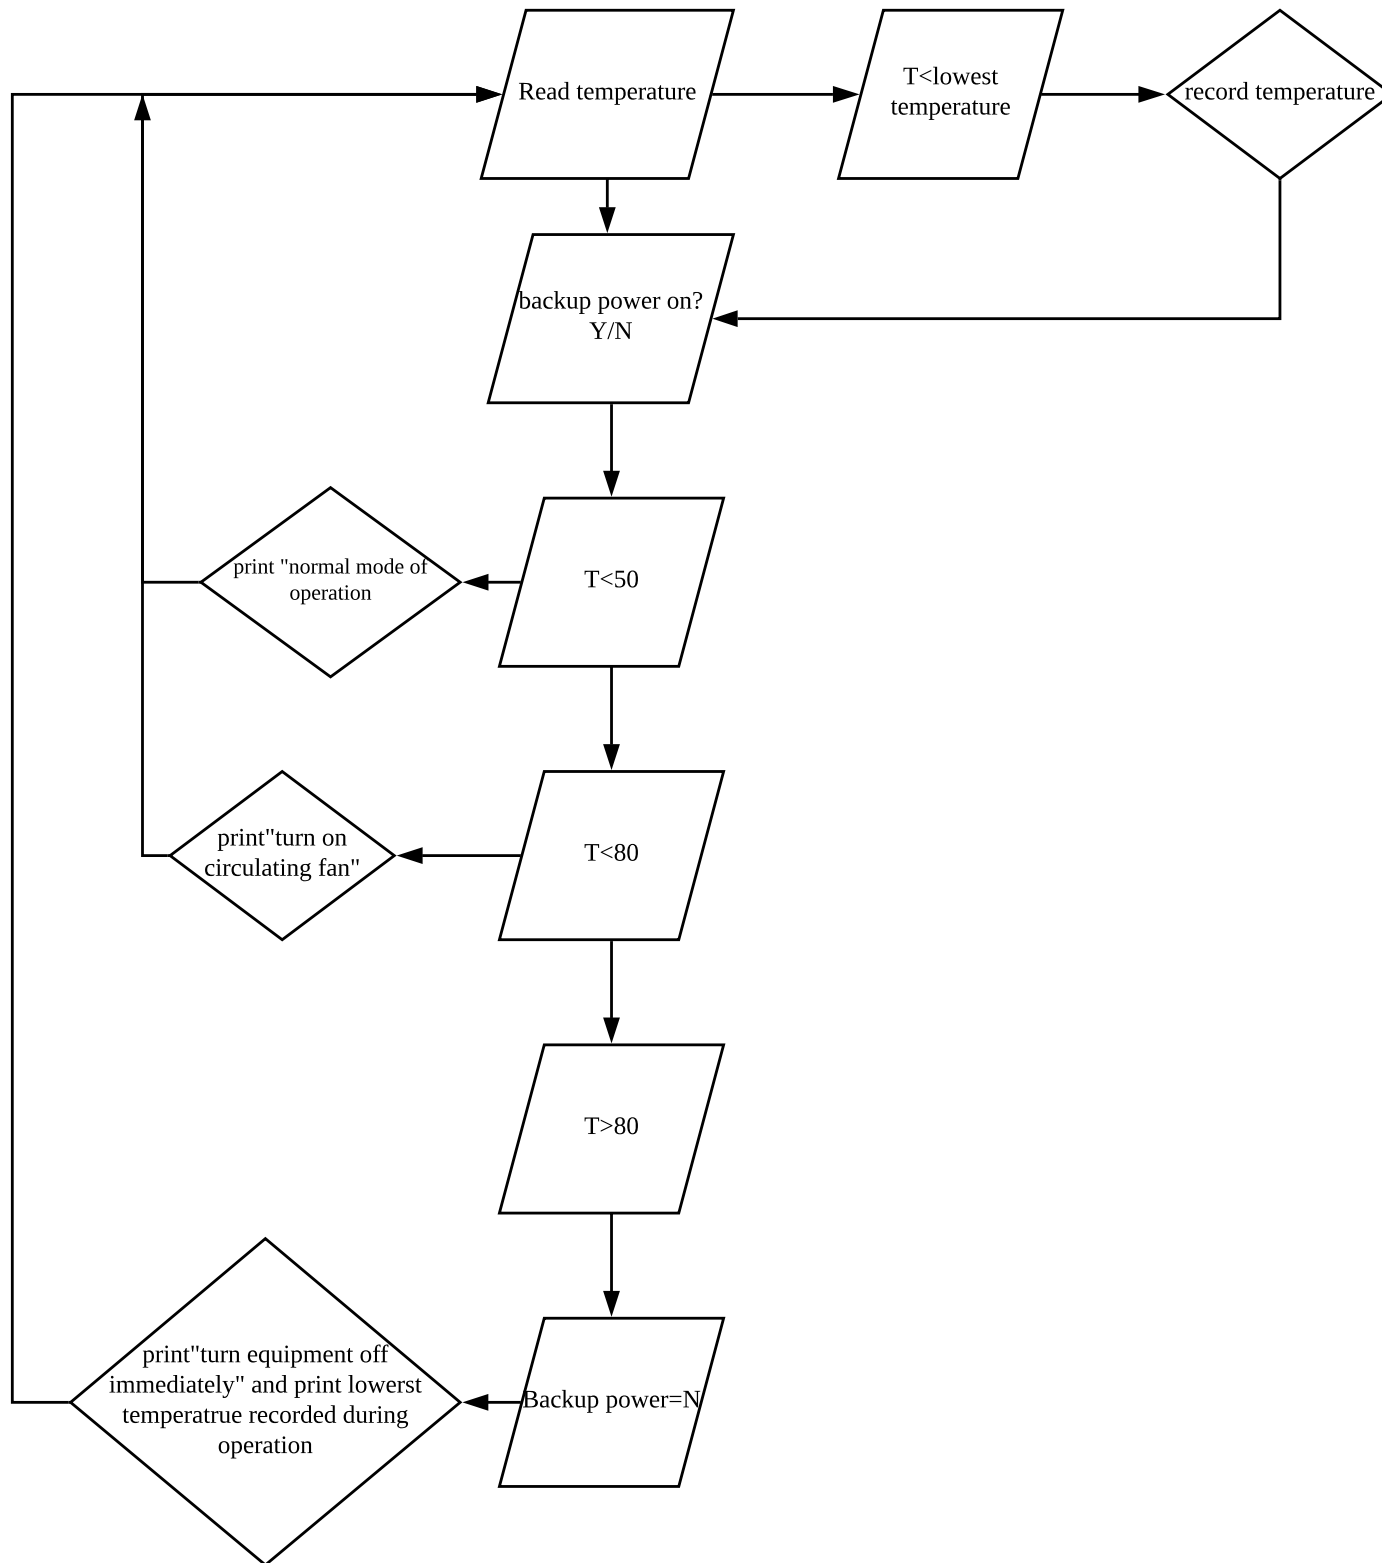 Read temperature
T<lowest
temperature
record temperature
backup power on?
Y/N
print "normal mode of
operation
T<50
print"turn on
circulating fan"
T<80
T>80
print"turn equipment off
immediately" and print lowerst
temperatrue recorded during
operation
Backup power=N